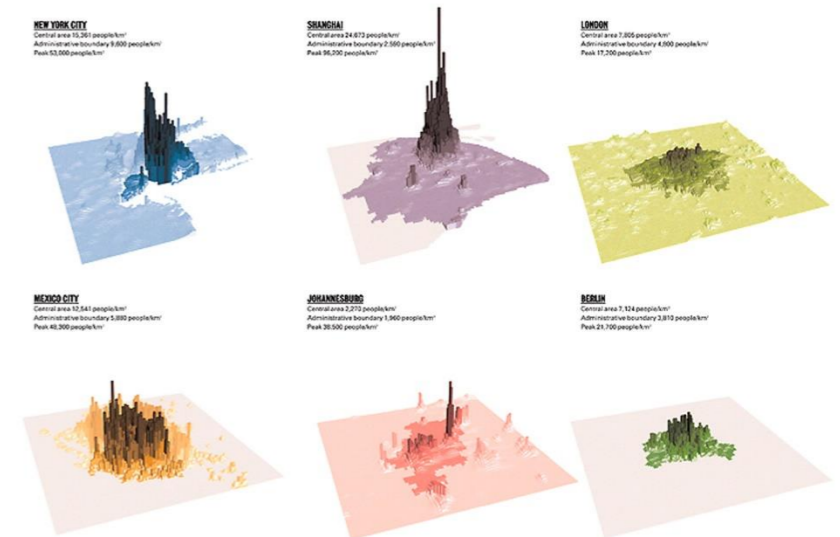 NEW YORK CITY
Central area 15,361 people/km²
Administrative boundary 9,600 people/km²
Peak 53,000 people/km²
SHANGHAI
Central area 24,673 people/km²
Administrative boundary 2,590 people/km²
Peak 96,200 people/km²
LONDON
Central area 7,805 people/km²
Administrative boundary 4,800 people/km²
Peak 17,200 people/km²
MEXICO CITY
Central area 12,541 people/km²
Administrative boundary 5,880 people/km²
Peak 48,300 people/km²
JOHANNESBURG
Central area 2,270 people/km²
Administrative boundary 1,960 people/km²
Peak 38,500 people/km²
BERLIN
Central area 7,124 people/km²
Administrative boundary 3,810 people/km²
Peak 21,700 people/km²